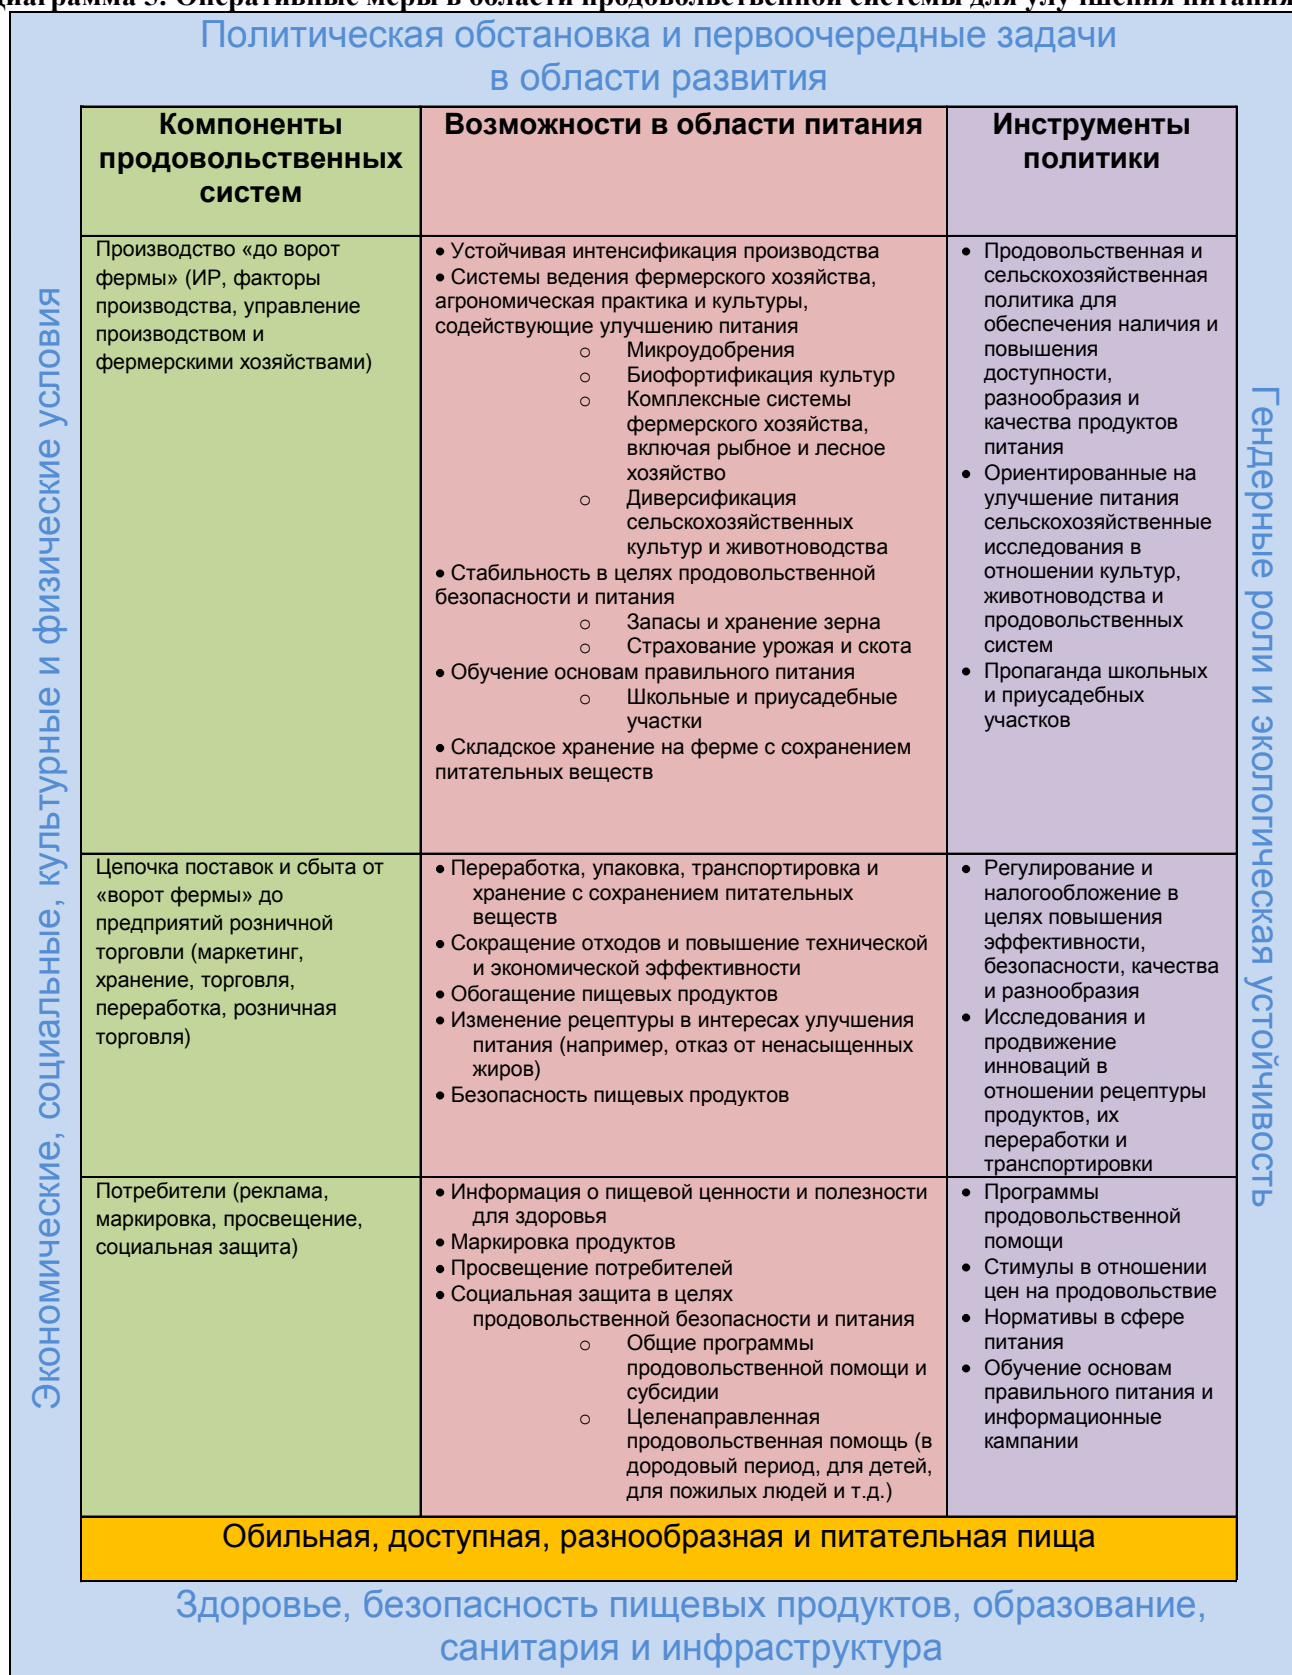 диаграмма 3. Оперативные меры в области продовольственной системы для улучшения питания
Политическая обстановка и первоочередные задачи
в области развития
Экономические, социальные, культурные и физические условия
Компоненты
продовольственных
систем
Возможности в области питания
Инструменты
политики
Производство «до ворот
фермы» (ИР, факторы
производства, управление
производством и
фермерскими хозяйствами)
• Устойчивая интенсификация производства
• Системы ведения фермерского хозяйства,
агрономическая практика и культуры,
содействующие улучшению питания
o Микроудобрения
o Биофортификация культур
o Комплексные системы
фермерского хозяйства,
включая рыбное и лесное
хозяйство
o Диверсификация
сельскохозяйственных
культур и животноводства
• Стабильность в целях продовольственной
безопасности и питания
o Запасы и хранение зерна
o Страхование урожая и скота
• Обучение основам правильного питания
o Школьные и приусадебные
участки
• Складское хранение на ферме с сохранением
питательных веществ
• Продовольственная и
сельскохозяйственная
политика для
обеспечения наличия и
повышения
доступности,
разнообразия и
качества продуктов
питания
• Ориентированные на
улучшение питания
сельскохозяйственные
исследования в
отношении культур,
животноводства и
продовольственных
систем
• Пропаганда школьных
и приусадебных
участков
Цепочка поставок и сбыта от
«ворот фермы» до
предприятий розничной
торговли (маркетинг,
хранение, торговля,
переработка, розничная
торговля)
• Переработка, упаковка, транспортировка и
хранение с сохранением питательных
веществ
• Сокращение отходов и повышение технической
и экономической эффективности
• Обогащение пищевых продуктов
• Изменение рецептуры в интересах улучшения
питания (например, отказ от ненасыщенных
жиров)
• Безопасность пищевых продуктов
• Регулирование и
налогообложение в
целях повышения
эффективности,
безопасности, качества
и разнообразия
• Исследования и
продвижение
инноваций в
отношении рецептуры
продуктов, их
переработки и
транспортировки
Потребители (реклама,
маркировка, просвещение,
социальная защита)
• Информация о пищевой ценности и полезности
для здоровья
• Маркировка продуктов
• Просвещение потребителей
• Социальная защита в целях
продовольственной безопасности и питания
o Общие программы
продовольственной помощи и
субсидии
o Целенаправленная
продовольственная помощь (в
дородовый период, для детей,
для пожилых людей и т.д.)
• Программы
продовольственной
помощи
• Стимулы в отношении
цен на продовольствие
• Нормативы в сфере
питания
• Обучение основам
правильного питания и
информационные
кампании
Гендерные роли и экологическая устойчивость
Обильная, доступная, разнообразная и питательная пища
Здоровье, безопасность пищевых продуктов, образование,
санитария и инфраструктура